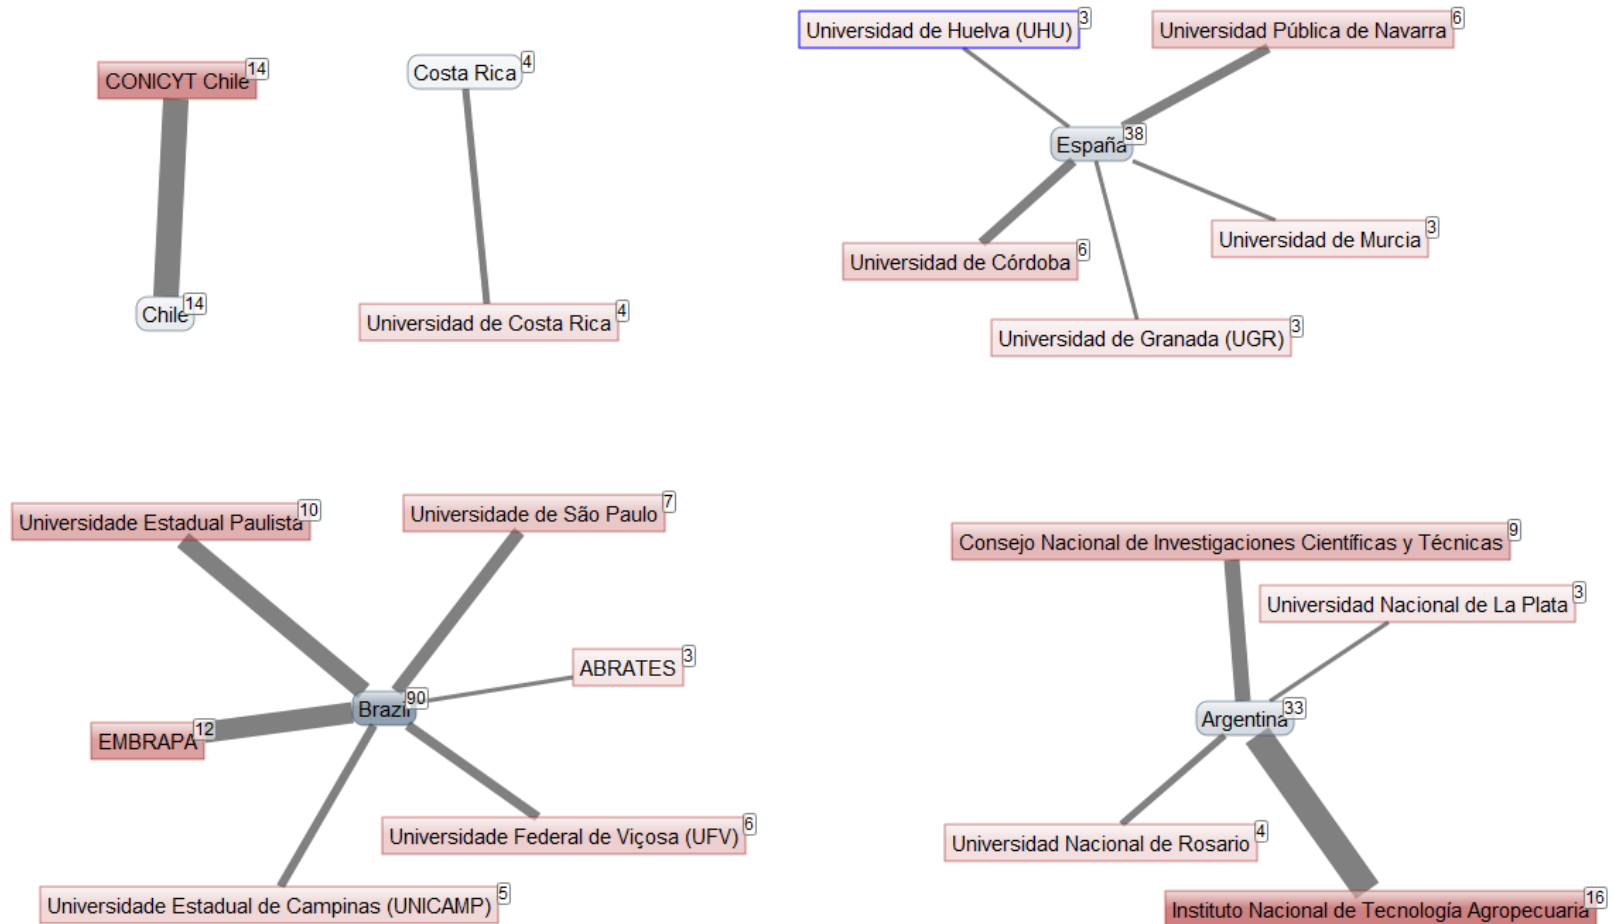 CONICYT Chile 14
Chile 14
Costa Rica 4
Universidad de Costa Rica 4
Universidad de Huelva (UHU) 3
Universidad Pública de Navarra 6
España 38
Universidad de Córdoba 6
Universidad de Murcia 3
Universidad de Granada (UGR) 3
Universidade Estadual Paulista 10
Universidade de São Paulo 7
ABRATES 3
Brazil 90
EMBRAPA 12
Universidade Federal de Viçosa (UFV) 6
Universidade Estadual de Campinas (UNICAMP) 5
Consejo Nacional de Investigaciones Científicas y Técnicas 9
Universidad Nacional de La Plata 3
Argentina 33
Universidad Nacional de Rosario 4
Instituto Nacional de Tecnología Agropecuaria 16